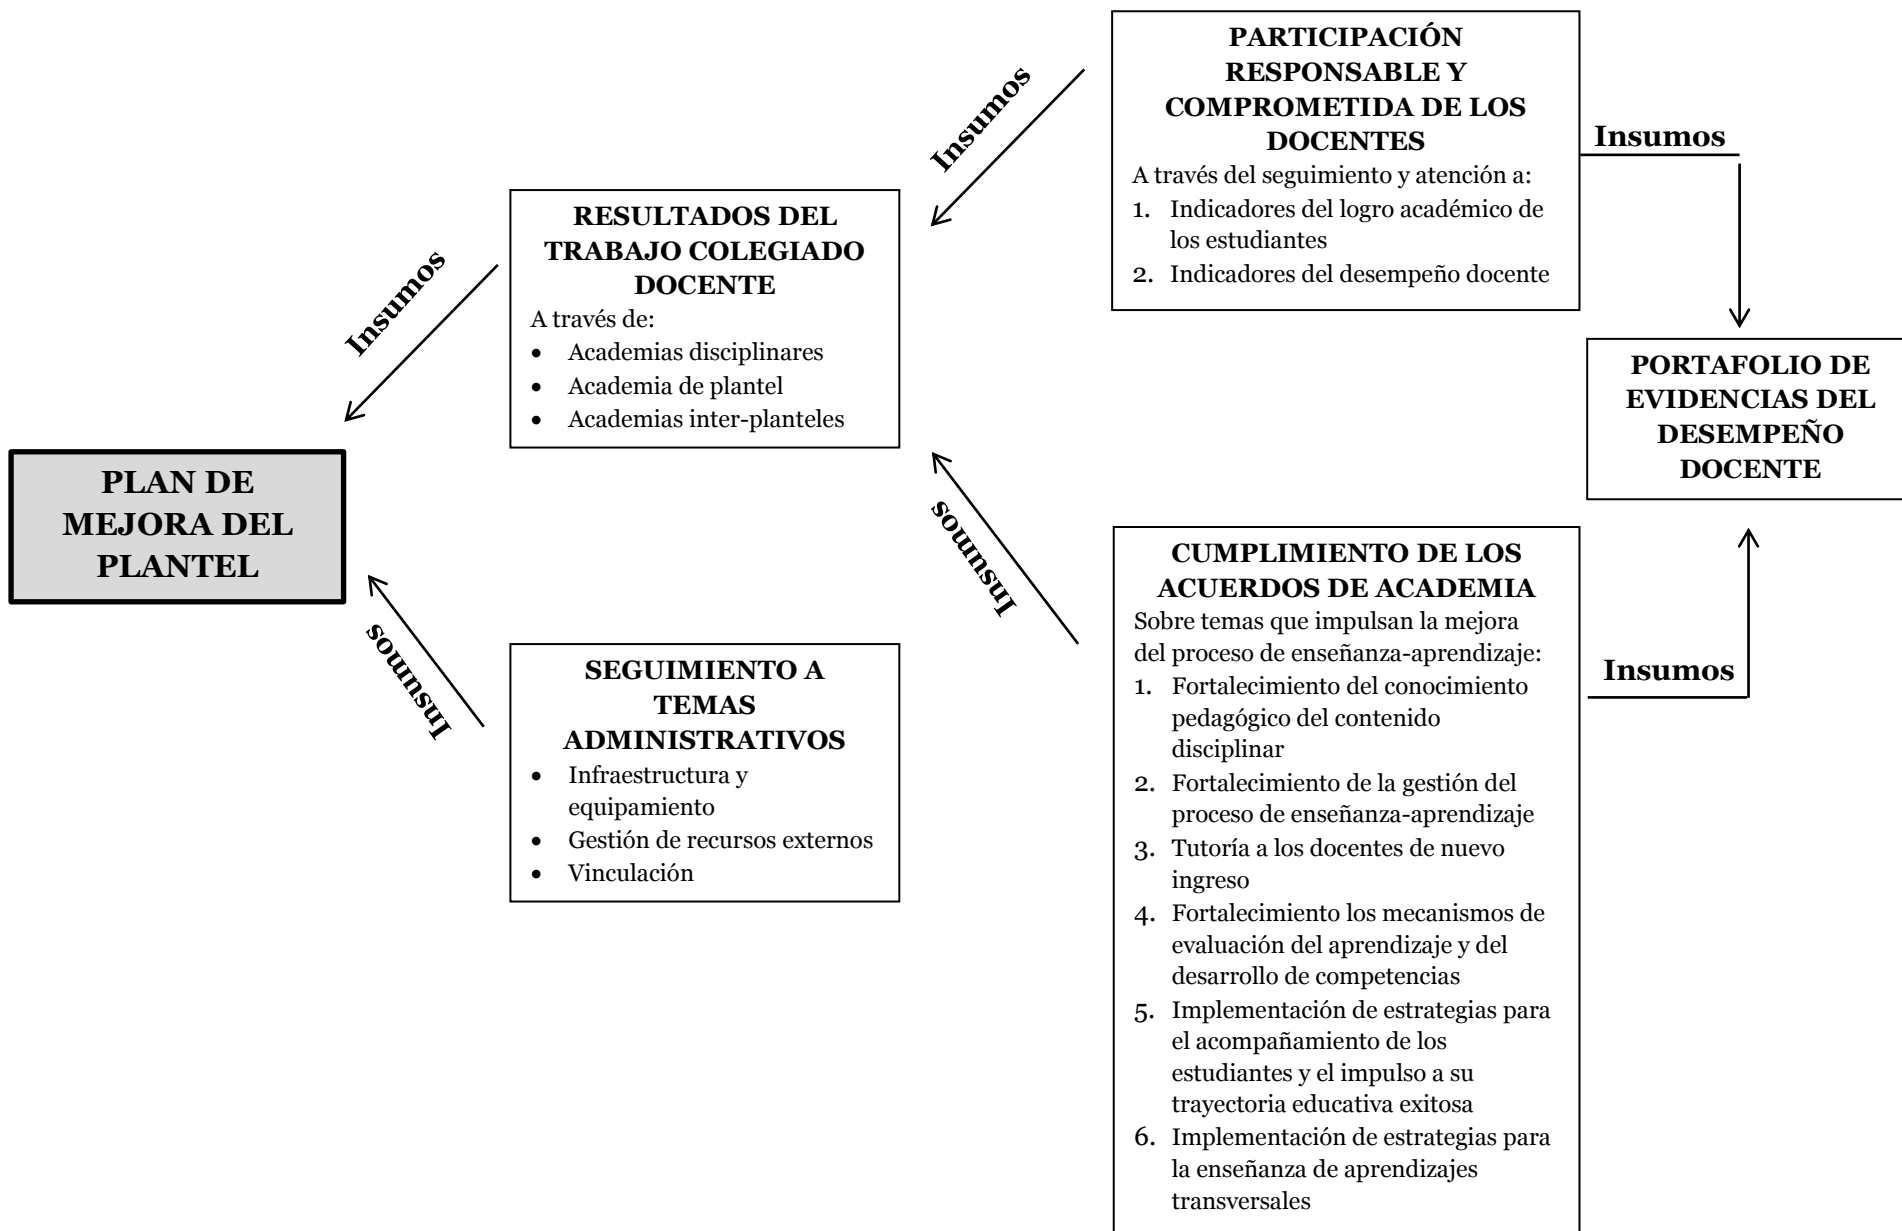 PARTICIPACIÓN
RESPONSABLE Y
COMPROMETIDA DE LOS
DOCENTES
A través del seguimiento y atención a:
1. Indicadores del logro académico de
los estudiantes
2. Indicadores del desempeño docente
Insumos
Insumos
RESULTADOS DEL
TRABAJO COLEGIADO
DOCENTE
A través de:
• Academias disciplinares
• Academia de plantel
• Academias inter-planteles
Insumos
PORTAFOLIO DE
EVIDENCIAS DEL
DESEMPEÑO
DOCENTE
PLAN DE
MEJORA DEL
PLANTEL
Insumos
Insumos
SEGUIMIENTO A
TEMAS
ADMINISTRATIVOS
• Infraestructura y
equipamiento
• Gestión de recursos externos
• Vinculación
CUMPLIMIENTO DE LOS
ACUERDOS DE ACADEMIA
Sobre temas que impulsan la mejora
del proceso de enseñanza-aprendizaje:
1. Fortalecimiento del conocimiento
pedagógico del contenido
disciplinar
2. Fortalecimiento de la gestión del
proceso de enseñanza-aprendizaje
3. Tutoría a los docentes de nuevo
ingreso
4. Fortalecimiento los mecanismos de
evaluación del aprendizaje y del
desarrollo de competencias
5. Implementación de estrategias para
el acompañamiento de los
estudiantes y el impulso a su
trayectoria educativa exitosa
6. Implementación de estrategias para
la enseñanza de aprendizajes
transversales
Insumos